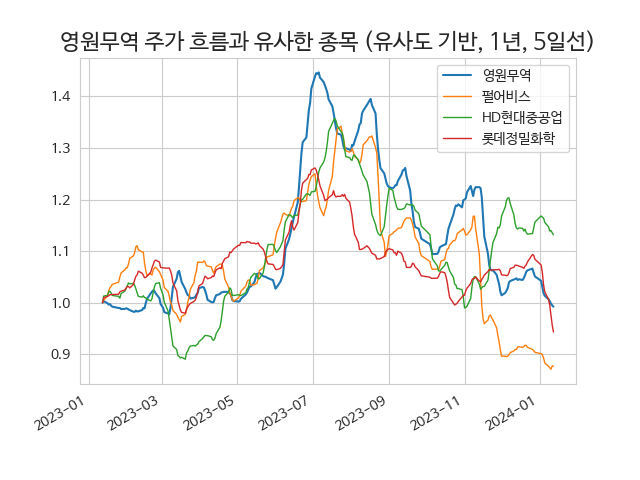 영원무역 주가 흐름과 유사한 종목 (유사도 기반, 1년, 5일선)
영원무역
펄어비스
HD현대중공업
롯데정밀화학
1.4
1.3
1.2
1.1
1.0
0.9
2023-01
2023-03
2023-05
2023-07
2023-09
2023-11
2024-01